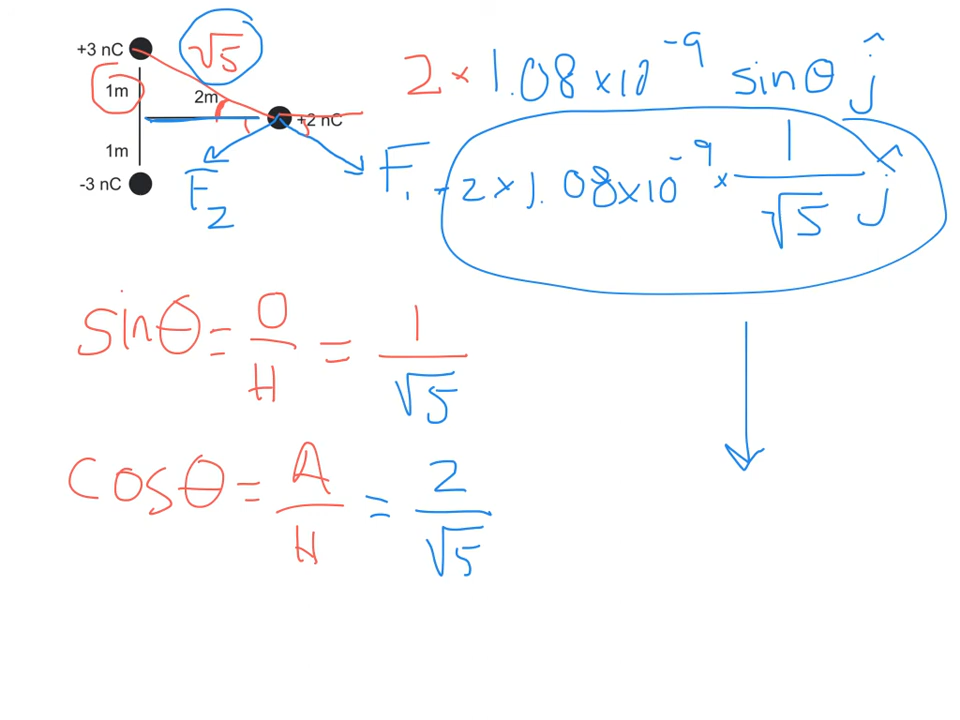 +3 nC
√5
2 × 1.08×10⁻⁹ sinθ ĵ
1m
2m
+2 nC
1m
-3 nC
F₂
F₁
-2 × 1.08×10⁻⁹ × 1/√5 ĵ
sinθ = O/H = 1/√5
cosθ = A/H = 2/√5